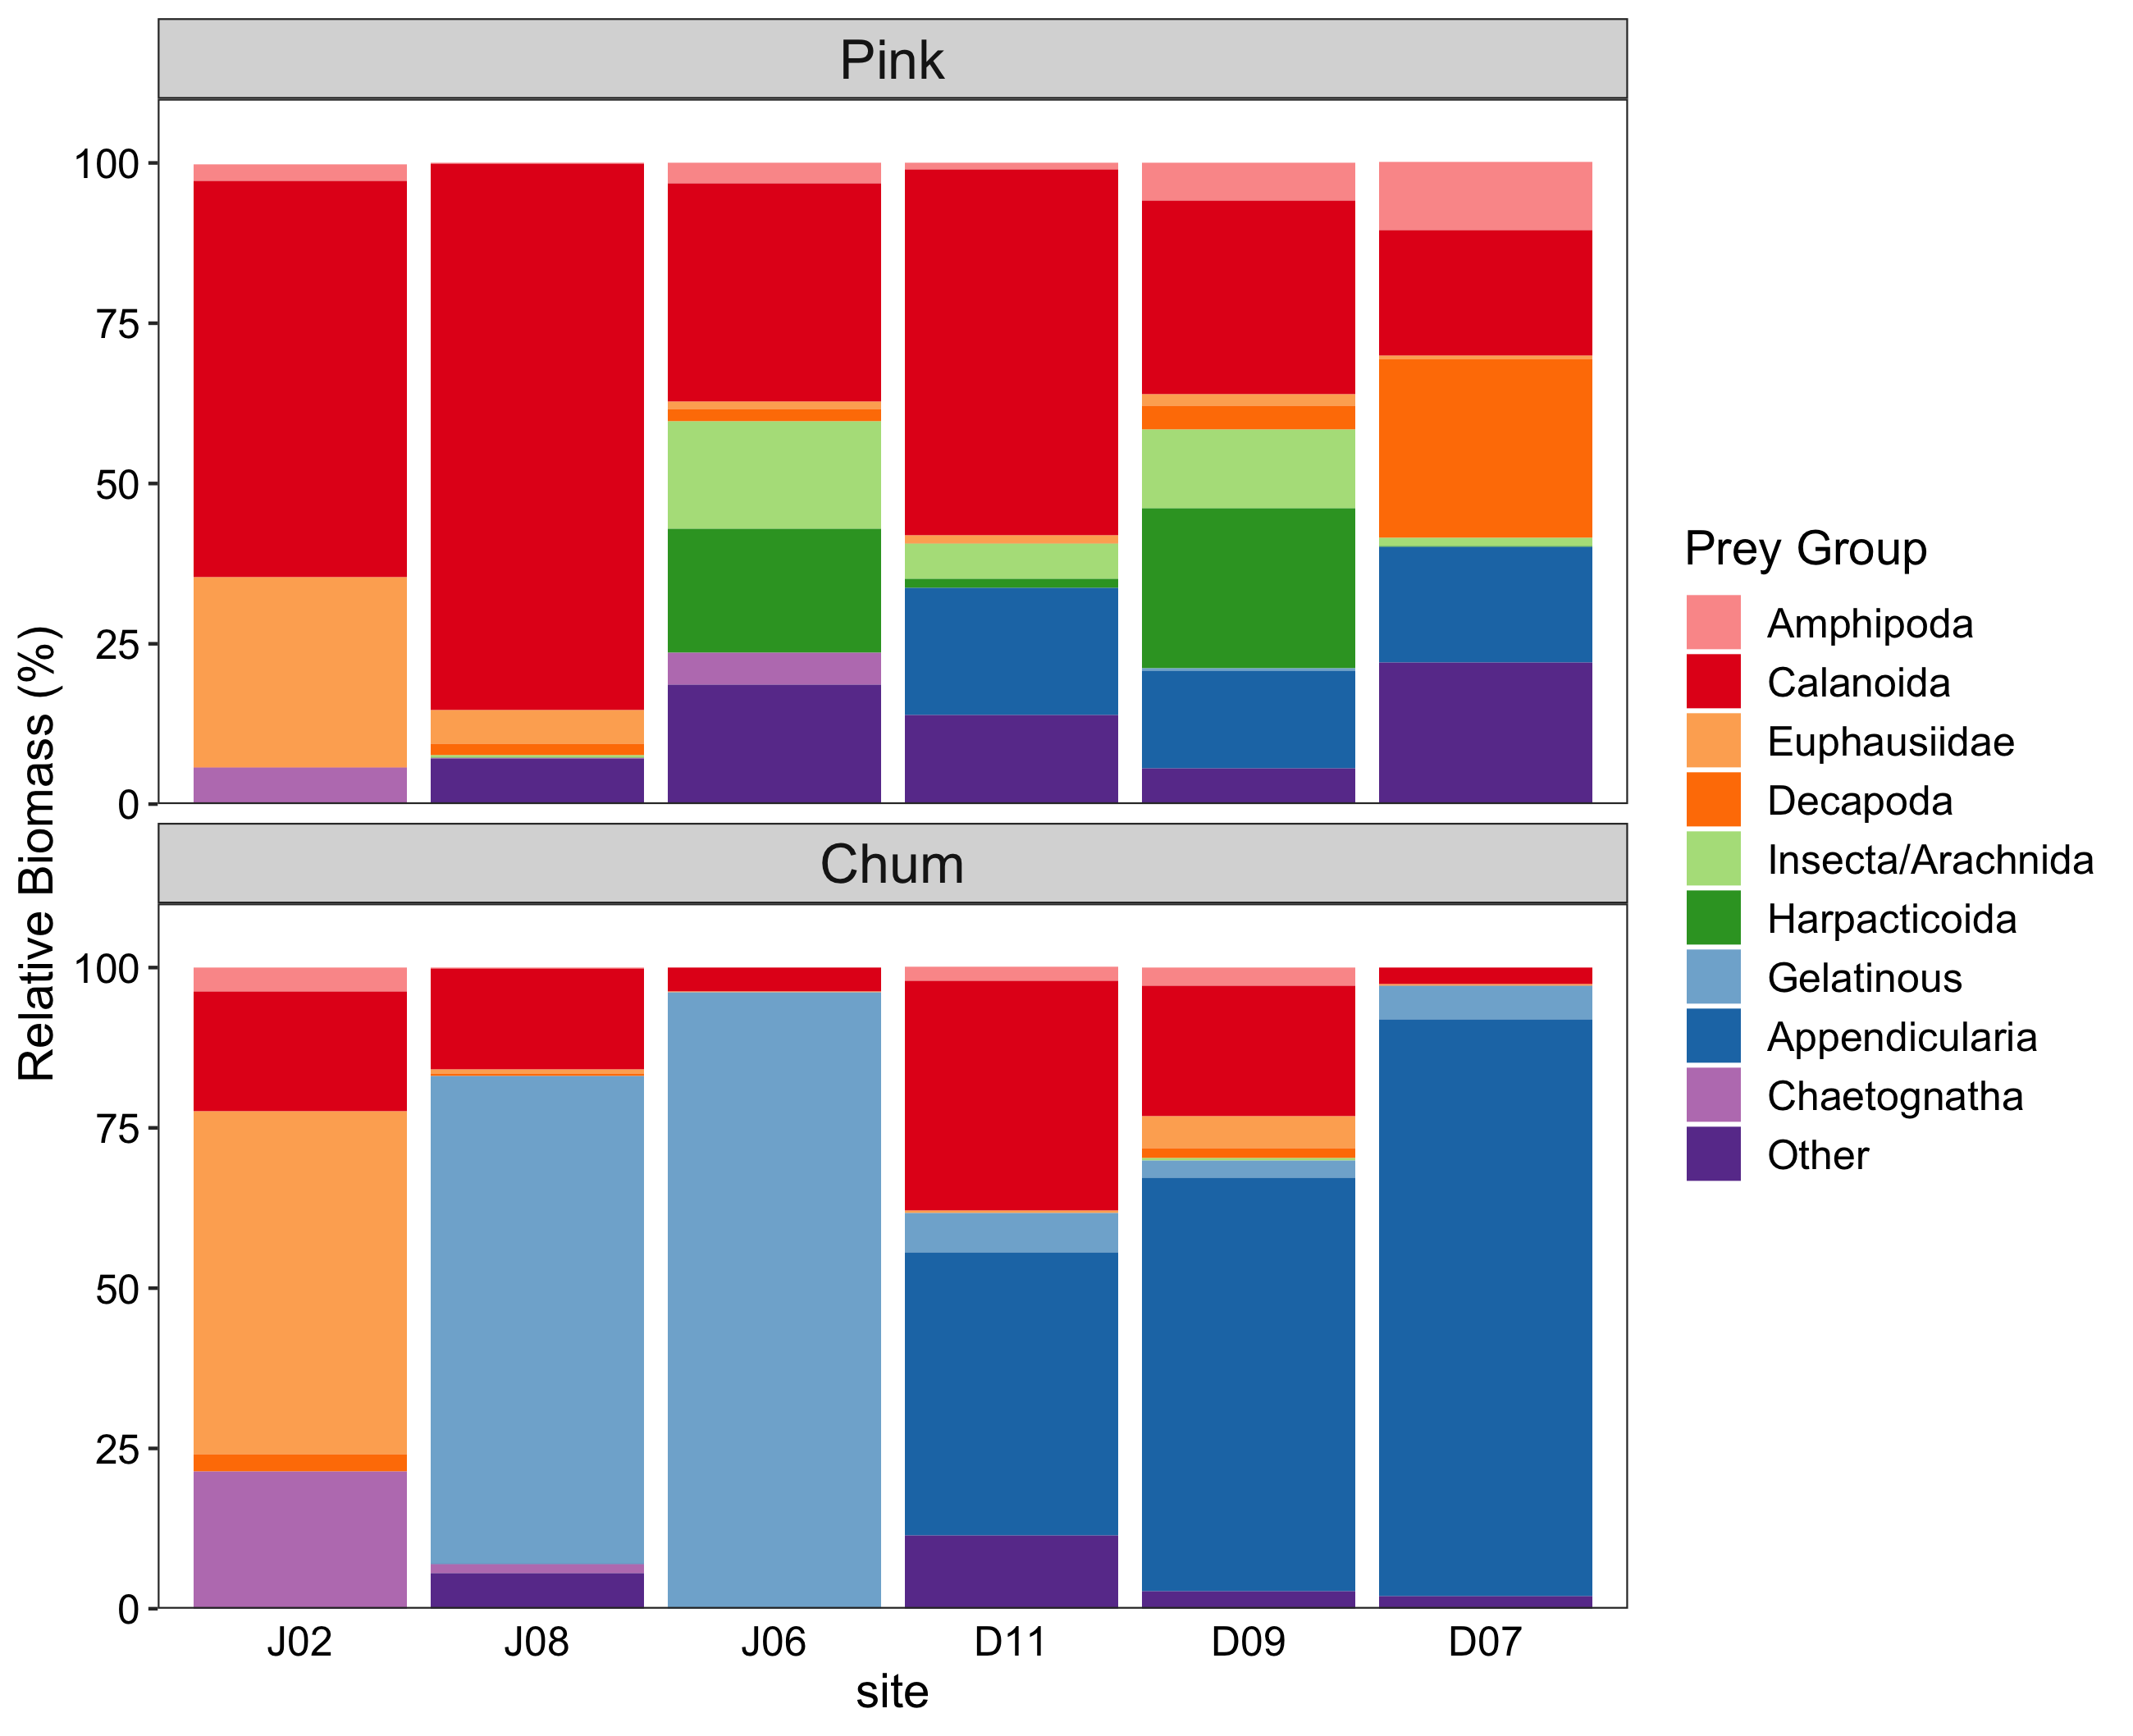 Pink
100
75
50
25
0
Chum
100
75
50
25
0
Relative Biomass (%)
J02 J08 J06 D11 D09 D07
site
Prey Group
Amphipoda
Calanoida
Euphausiidae
Decapoda
Insecta/Arachnida
Harpacticoida
Gelatinous
Appendicularia
Chaetognatha
Other